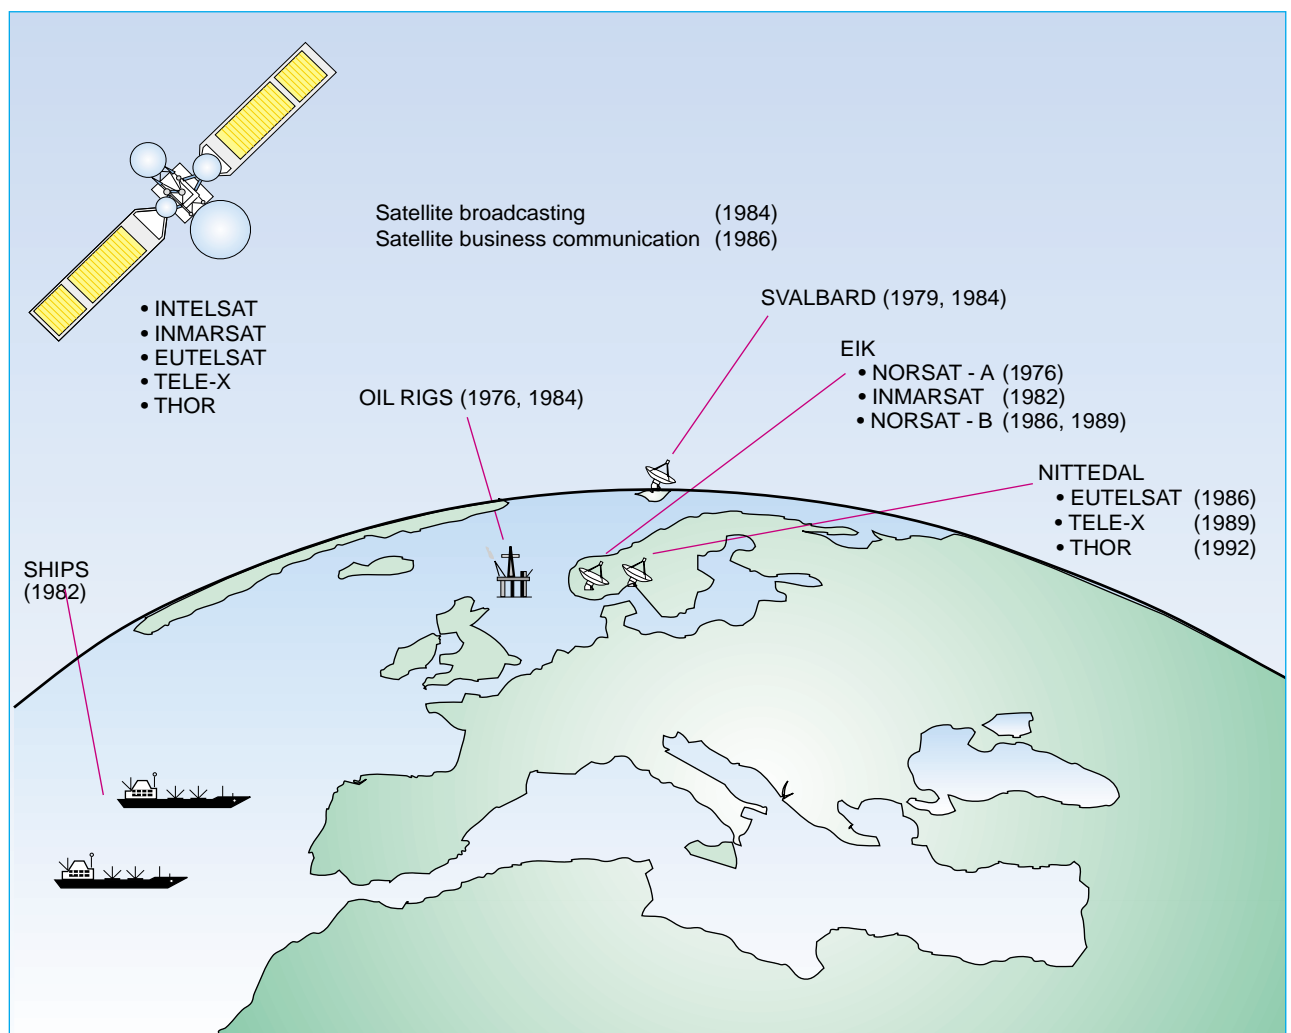 Satellite broadcasting (1984)
Satellite business communication (1986)
• INTELSAT
• INMARSAT
• EUTELSAT
• TELE-X
• THOR
SVALBARD (1979, 1984)
EIK
• NORSAT - A (1976)
• INMARSAT (1982)
• NORSAT - B (1986, 1989)
OIL RIGS (1976, 1984)
NITTEDAL
• EUTELSAT (1986)
• TELE-X (1989)
• THOR (1992)
SHIPS
(1982)